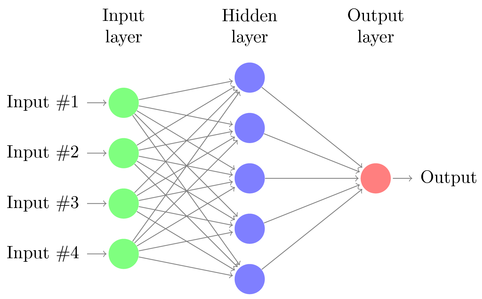 Input
layer
Hidden
layer
Output
layer
Input #1
Input #2
Input #3
Input #4
Output